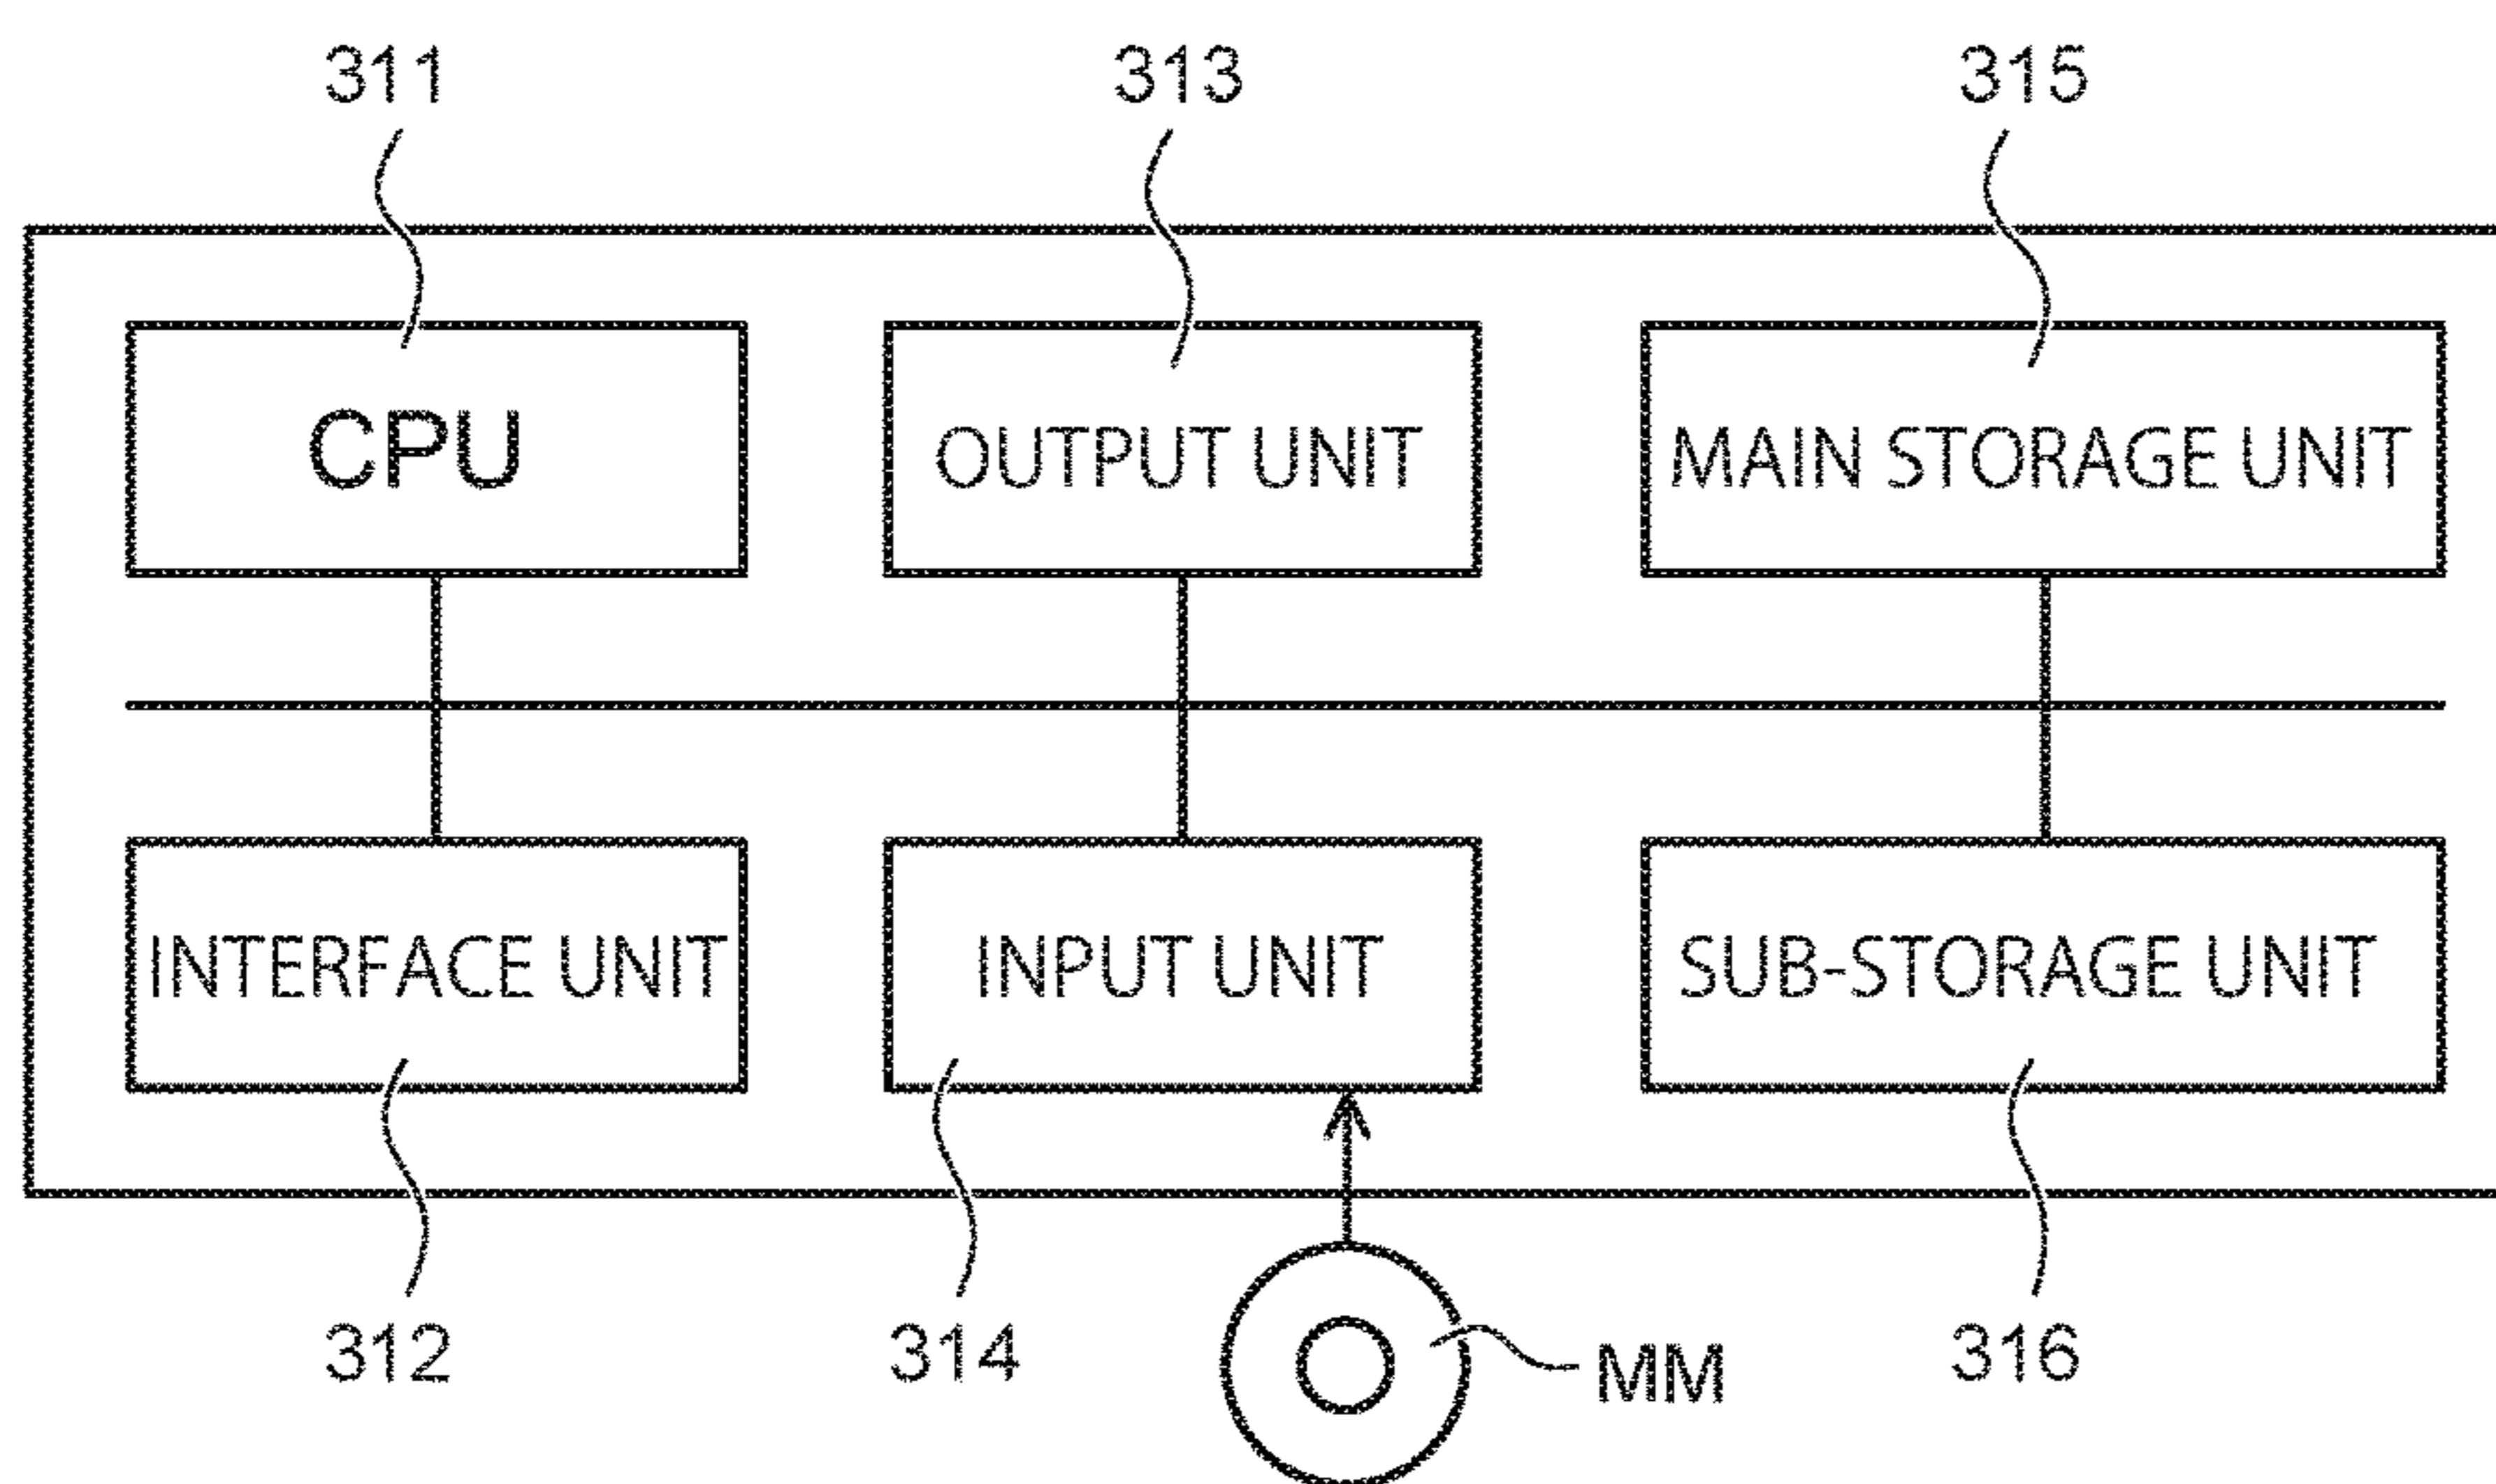 311 313 315
CPU OUTPUT UNIT MAIN STORAGE UNIT
INTERFACE UNIT INPUT UNIT SUB-STORAGE UNIT
312 314 MM 316